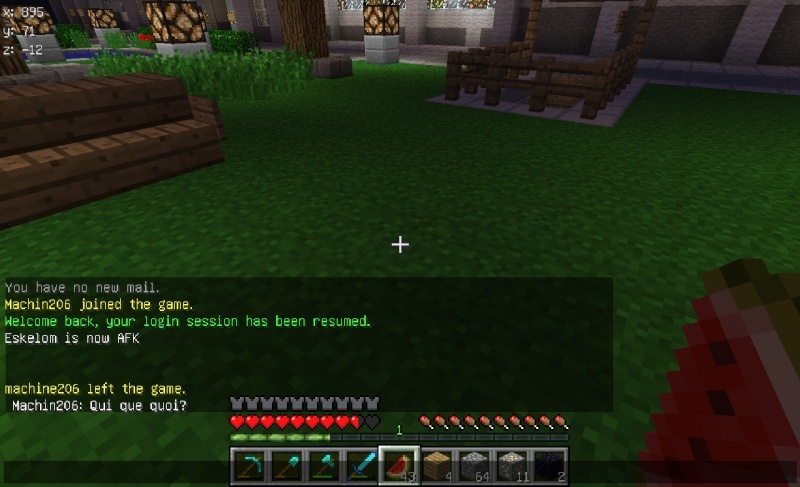 x: 895
y: 71
z: -12
You have no new mail.
Machin206 joined the game.
Welcome back, your login session has been resumed.
Eskelom is now AFK
machine206 left the game.
Machin206: Qui que quoi?
1
43 4 64 11 2